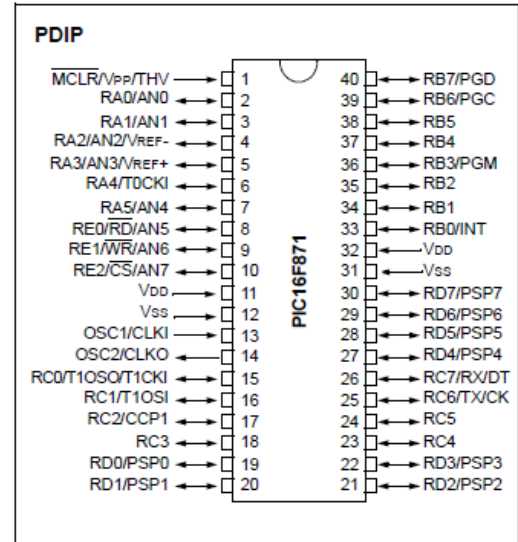 PDIP
MCLR/VPP/THV 1 40 RB7/PGD
RA0/AN0 2 39 RB6/PGC
RA1/AN1 3 38 RB5
RA2/AN2/VREF- 4 37 RB4
RA3/AN3/VREF+ 5 36 RB3/PGM
RA4/T0CKI 6 35 RB2
RA5/AN4 7 34 RB1
RE0/RD/AN5 8 33 RB0/INT
RE1/WR/AN6 9 32 VDD
RE2/CS/AN7 10 31 VSS
VDD 11 30 RD7/PSP7
VSS 12 29 RD6/PSP6
OSC1/CLKI 13 28 RD5/PSP5
OSC2/CLKO 14 27 RD4/PSP4
RC0/T1OSO/T1CKI 15 26 RC7/RX/DT
RC1/T1OSI 16 25 RC6/TX/CK
RC2/CCP1 17 24 RC5
RC3 18 23 RC4
RD0/PSP0 19 22 RD3/PSP3
RD1/PSP1 20 21 RD2/PSP2
PIC16F871